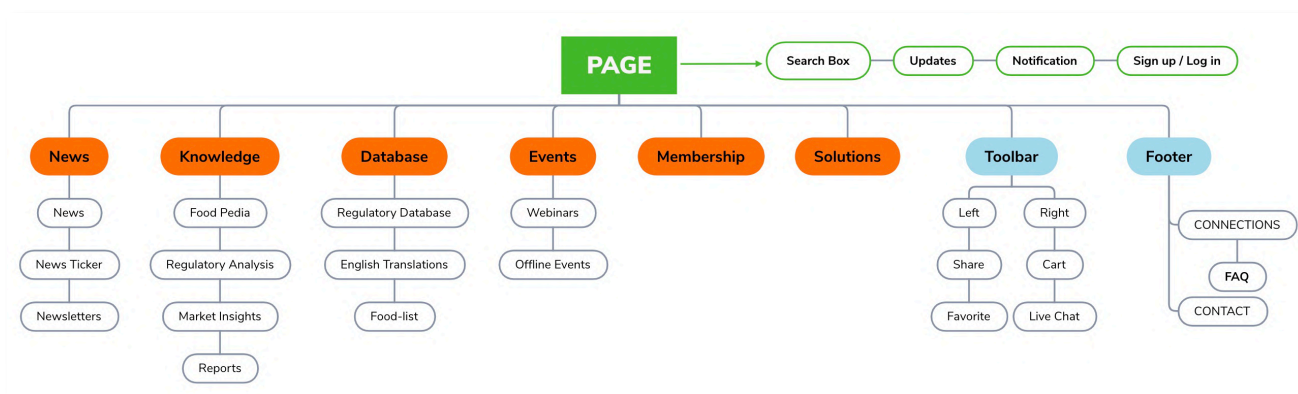 PAGE
Search Box
Updates
Notification
Sign up / Log in
News
Knowledge
Database
Events
Membership
Solutions
Toolbar
Footer
News
News Ticker
Newsletters
Food Pedia
Regulatory Analysis
Market Insights
Reports
Regulatory Database
English Translations
Food-list
Webinars
Offline Events
Left
Share
Favorite
Right
Cart
Live Chat
CONNECTIONS
FAQ
CONTACT